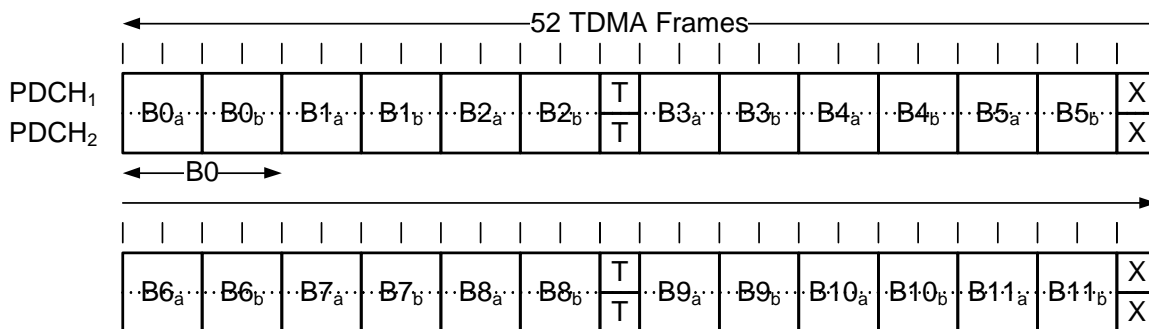 52 TDMA Frames
PDCH₁ B0ₐ B0b B1ₐ B1b B2ₐ B2b T B3ₐ B3b B4ₐ B4b B5ₐ B5b X
PDCH₂ T X
B0
B6ₐ B6b B7ₐ B7b B8ₐ B8b T B9ₐ B9b B10ₐ B10b B11ₐ B11b X
T X